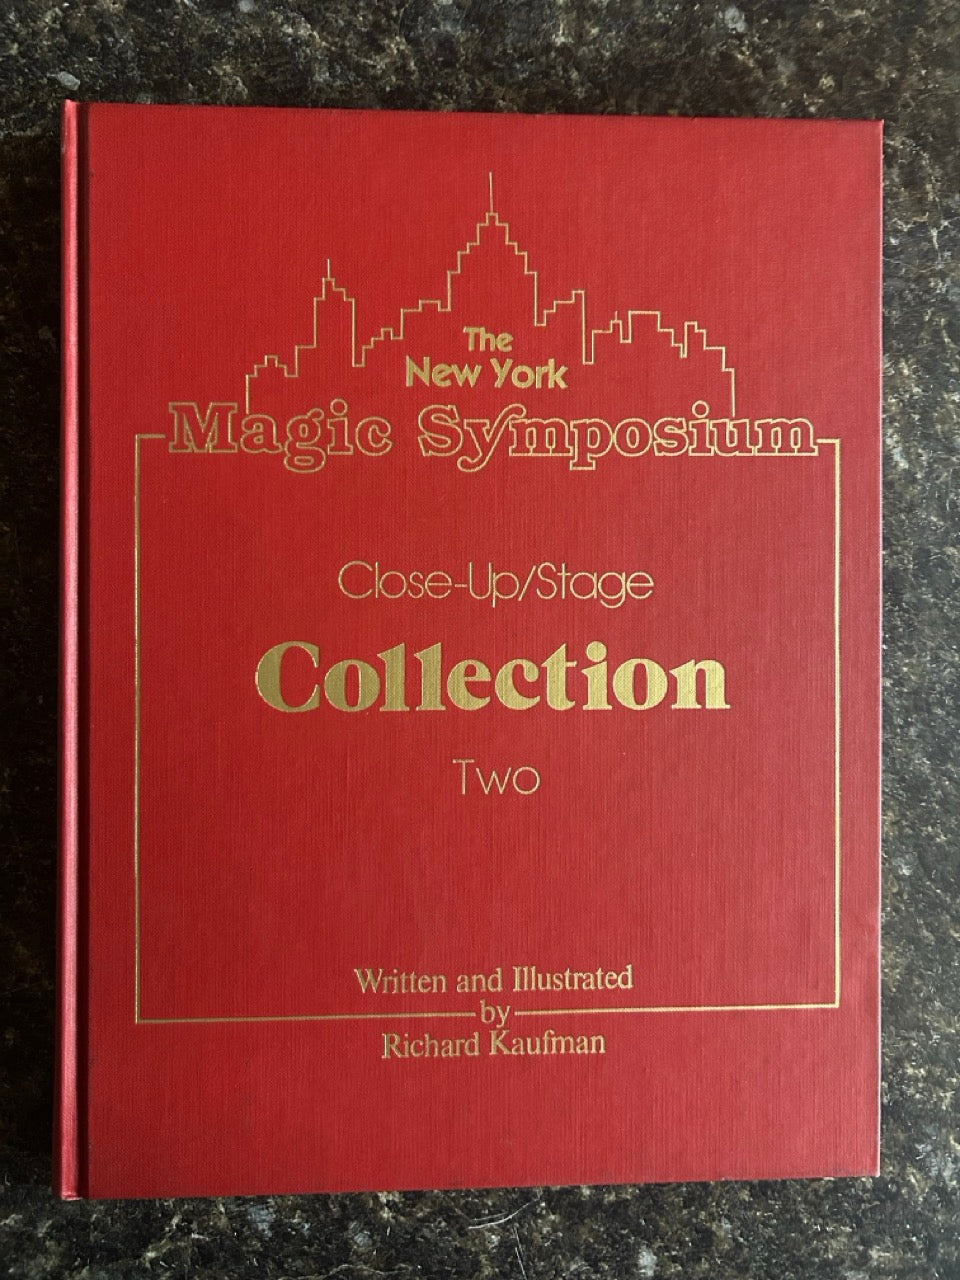 The
New York
Magic Symposium
Close-Up/Stage
Collection
Two
Written and Illustrated
by
Richard Kaufman